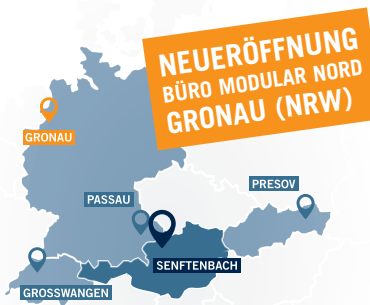 NEUERÖFFNUNG
BÜRO MODULAR NORD
GRONAU (NRW)
GRONAU
PASSAU
PRESOV
SENFTENBACH
GROSSWANGEN